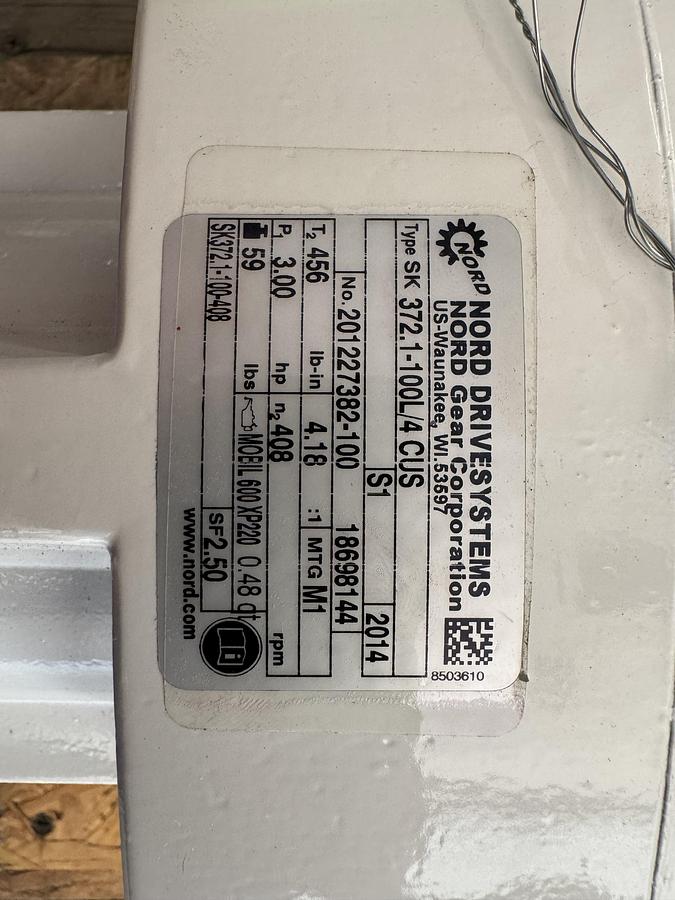 NORD
NORD DRIVESYSTEMS
NORD Gear Corporation
US-Waunakee, WI.53597
8503610
Type SK 372.1-100L/4 CUS
S1 2014
No. 201227382-100 18698144
T2 456 lb-in 4.18 :1 MTG M1
P1 3.00 hp n2 408 rpm
59 lbs MOBIL 600 XP220 0.48 qt
SK372.1-100-408 SF 2.50
www.nord.com